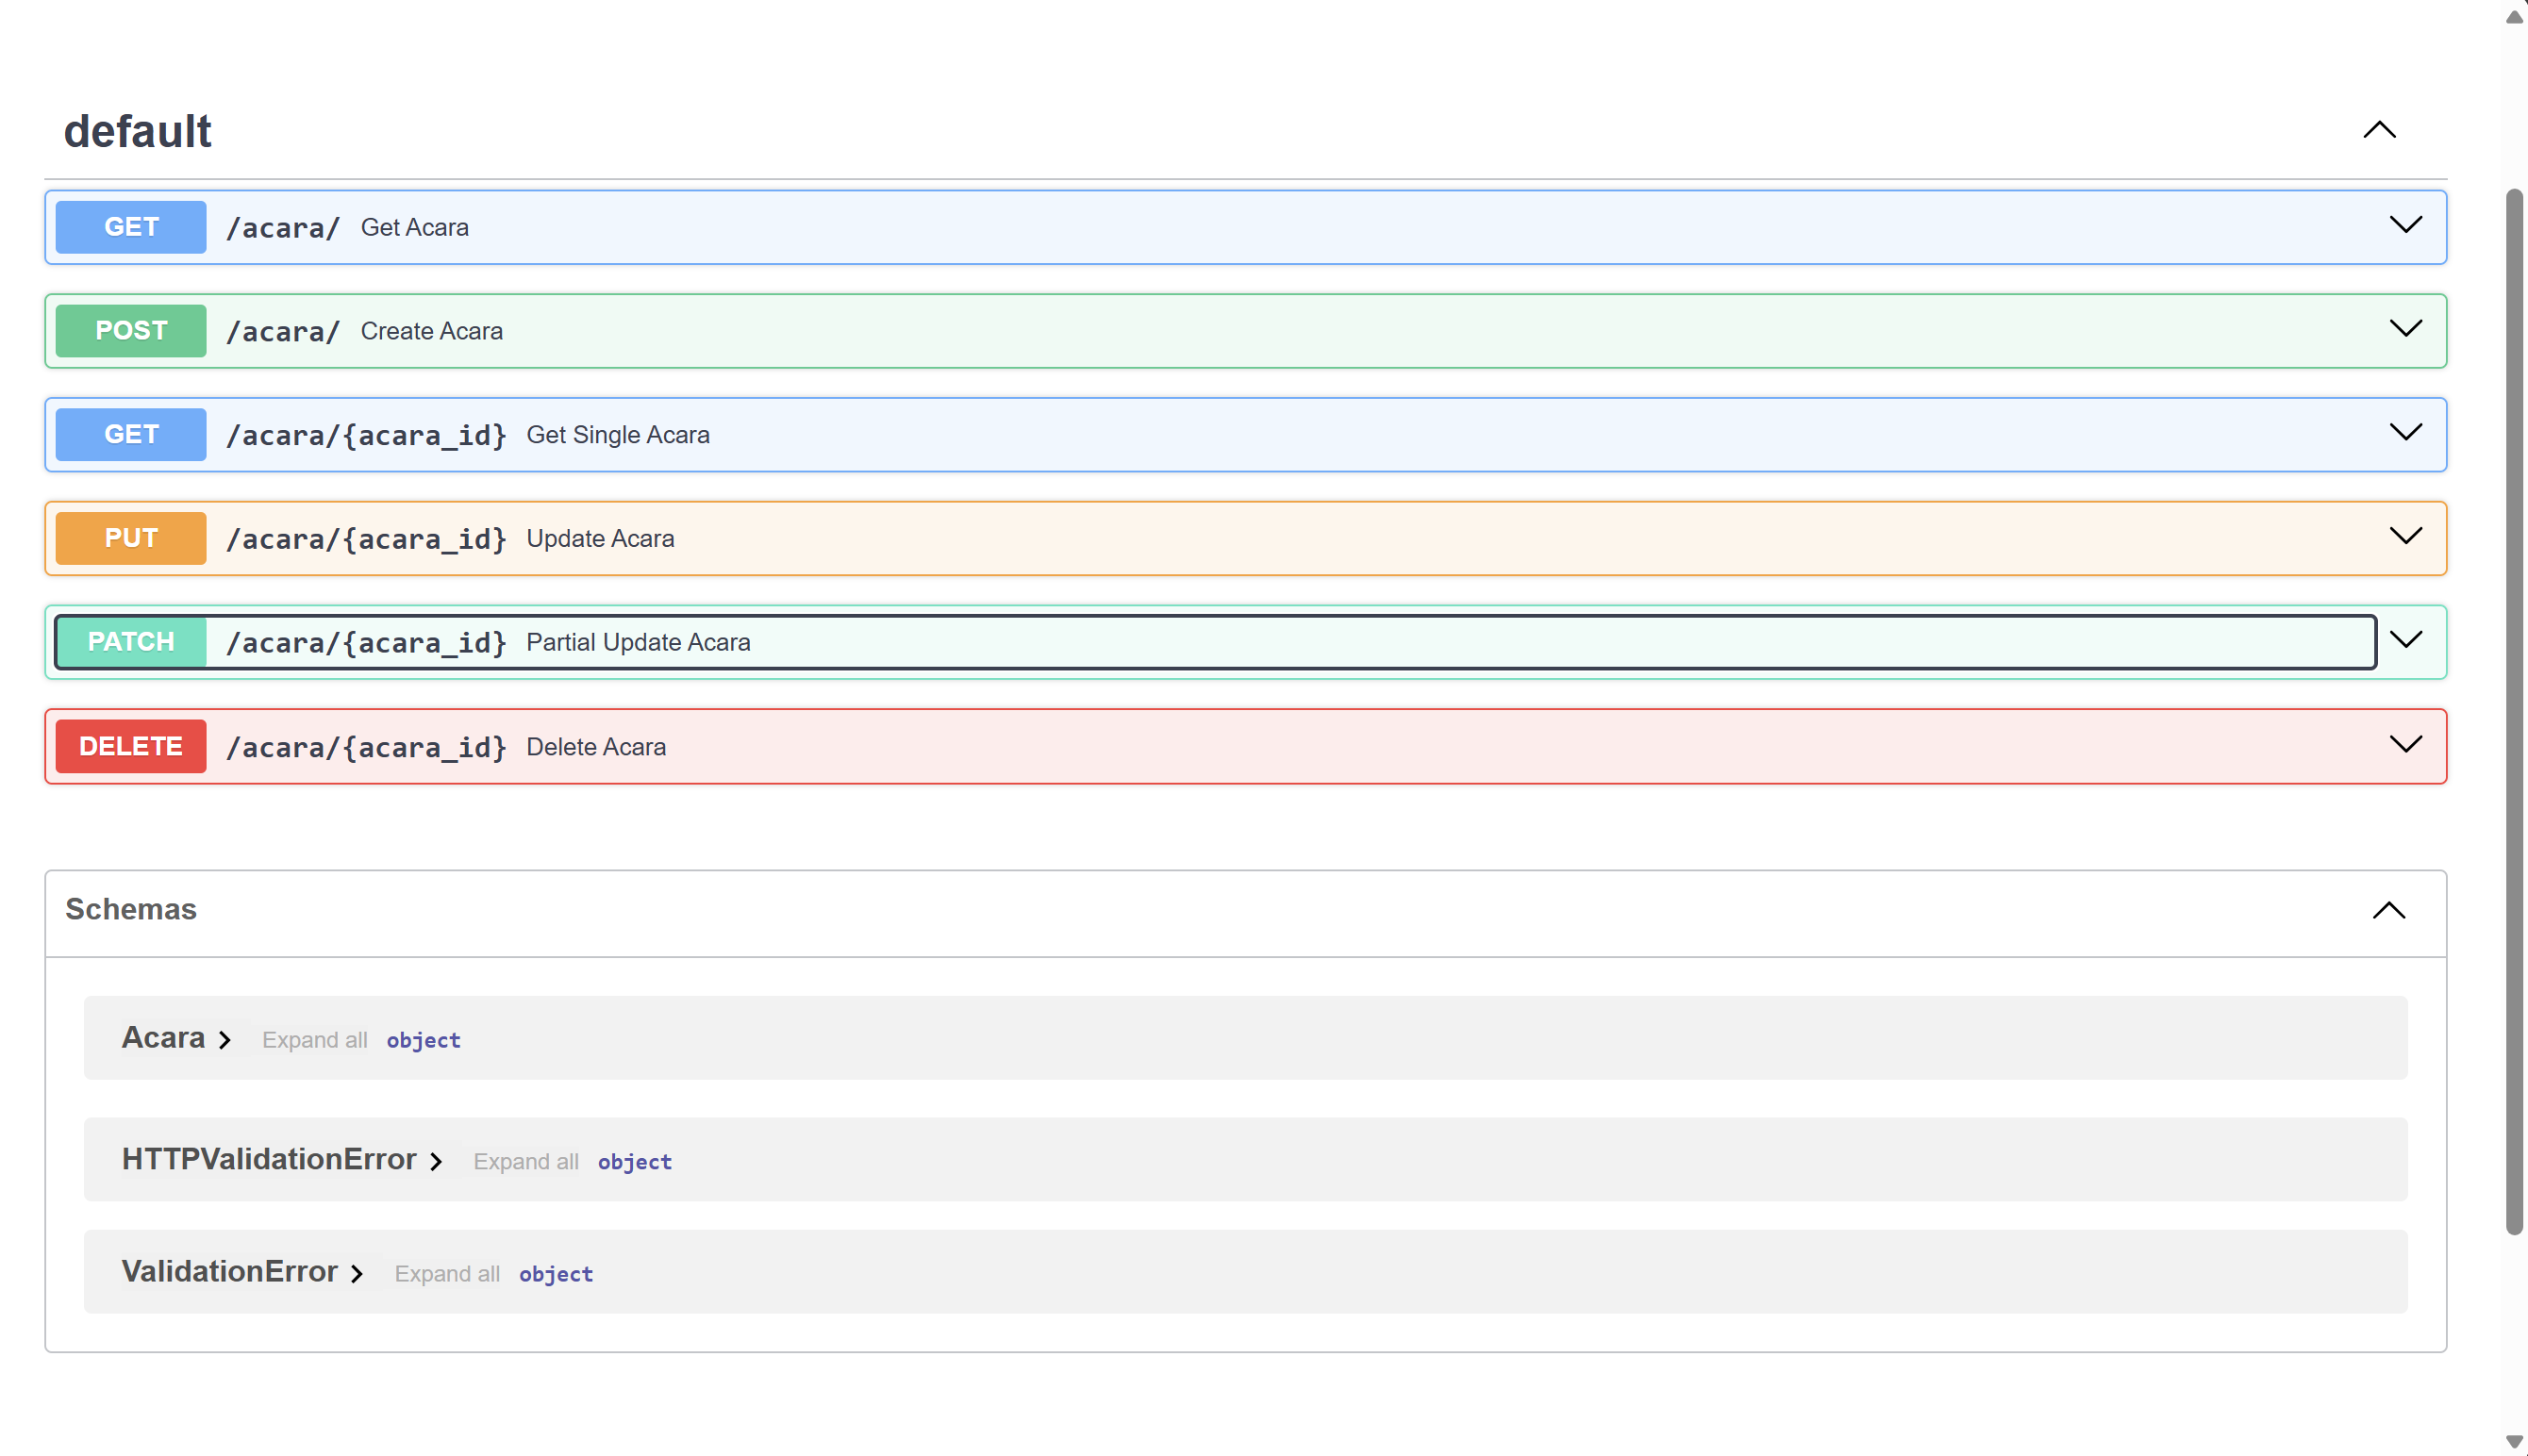 default
GET /acara/ Get Acara
POST /acara/ Create Acara
GET /acara/{acara_id} Get Single Acara
PUT /acara/{acara_id} Update Acara
PATCH /acara/{acara_id} Partial Update Acara
DELETE /acara/{acara_id} Delete Acara
Schemas
Acara Expand all object
HTTPValidationError Expand all object
ValidationError Expand all object